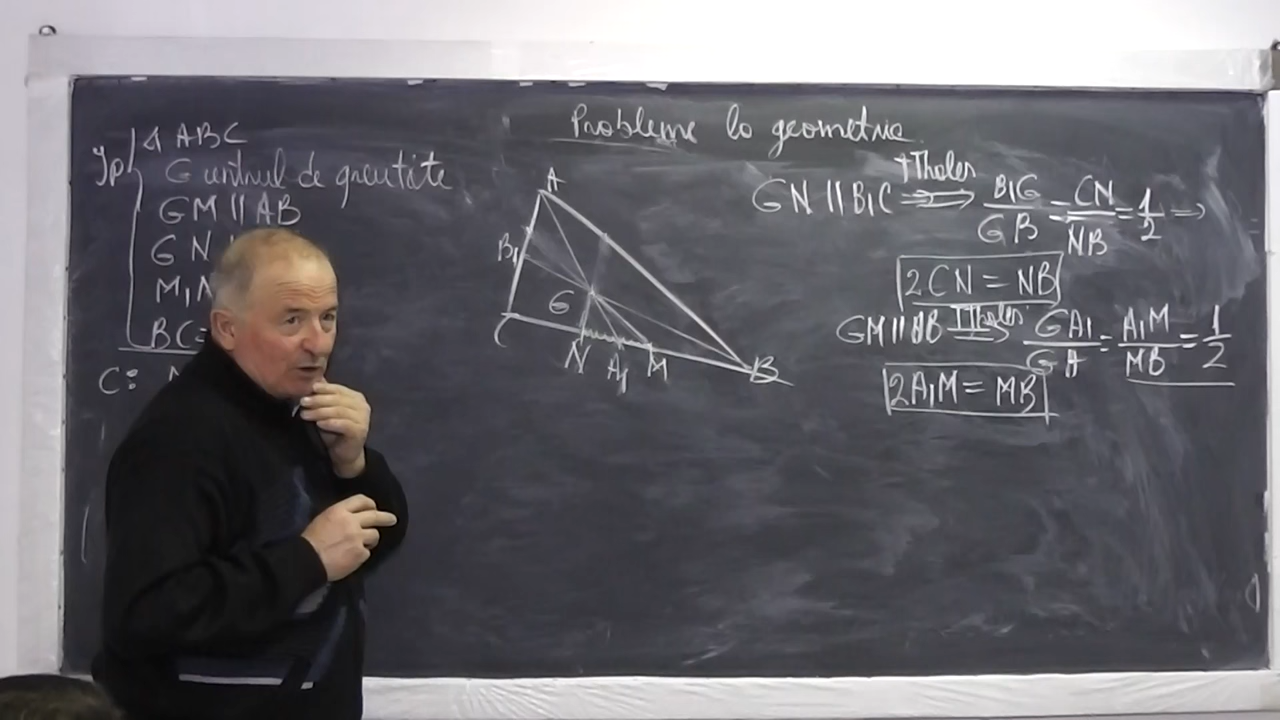 Probleme la geometrie
Ip
∢ ABC
G centrul de greutate
GM || AB
GN
M, N
BC=
C:
A
B₁
G
C
N
A₁
M
B
GN || B₁C ⟹ T Thales B₁G/GB = CN/NB = 1/2 ⇒
2CN = NB
GM || AB ⟹ T Thales GA₁/GA = A₁M/MB = 1/2
2A₁M = MB